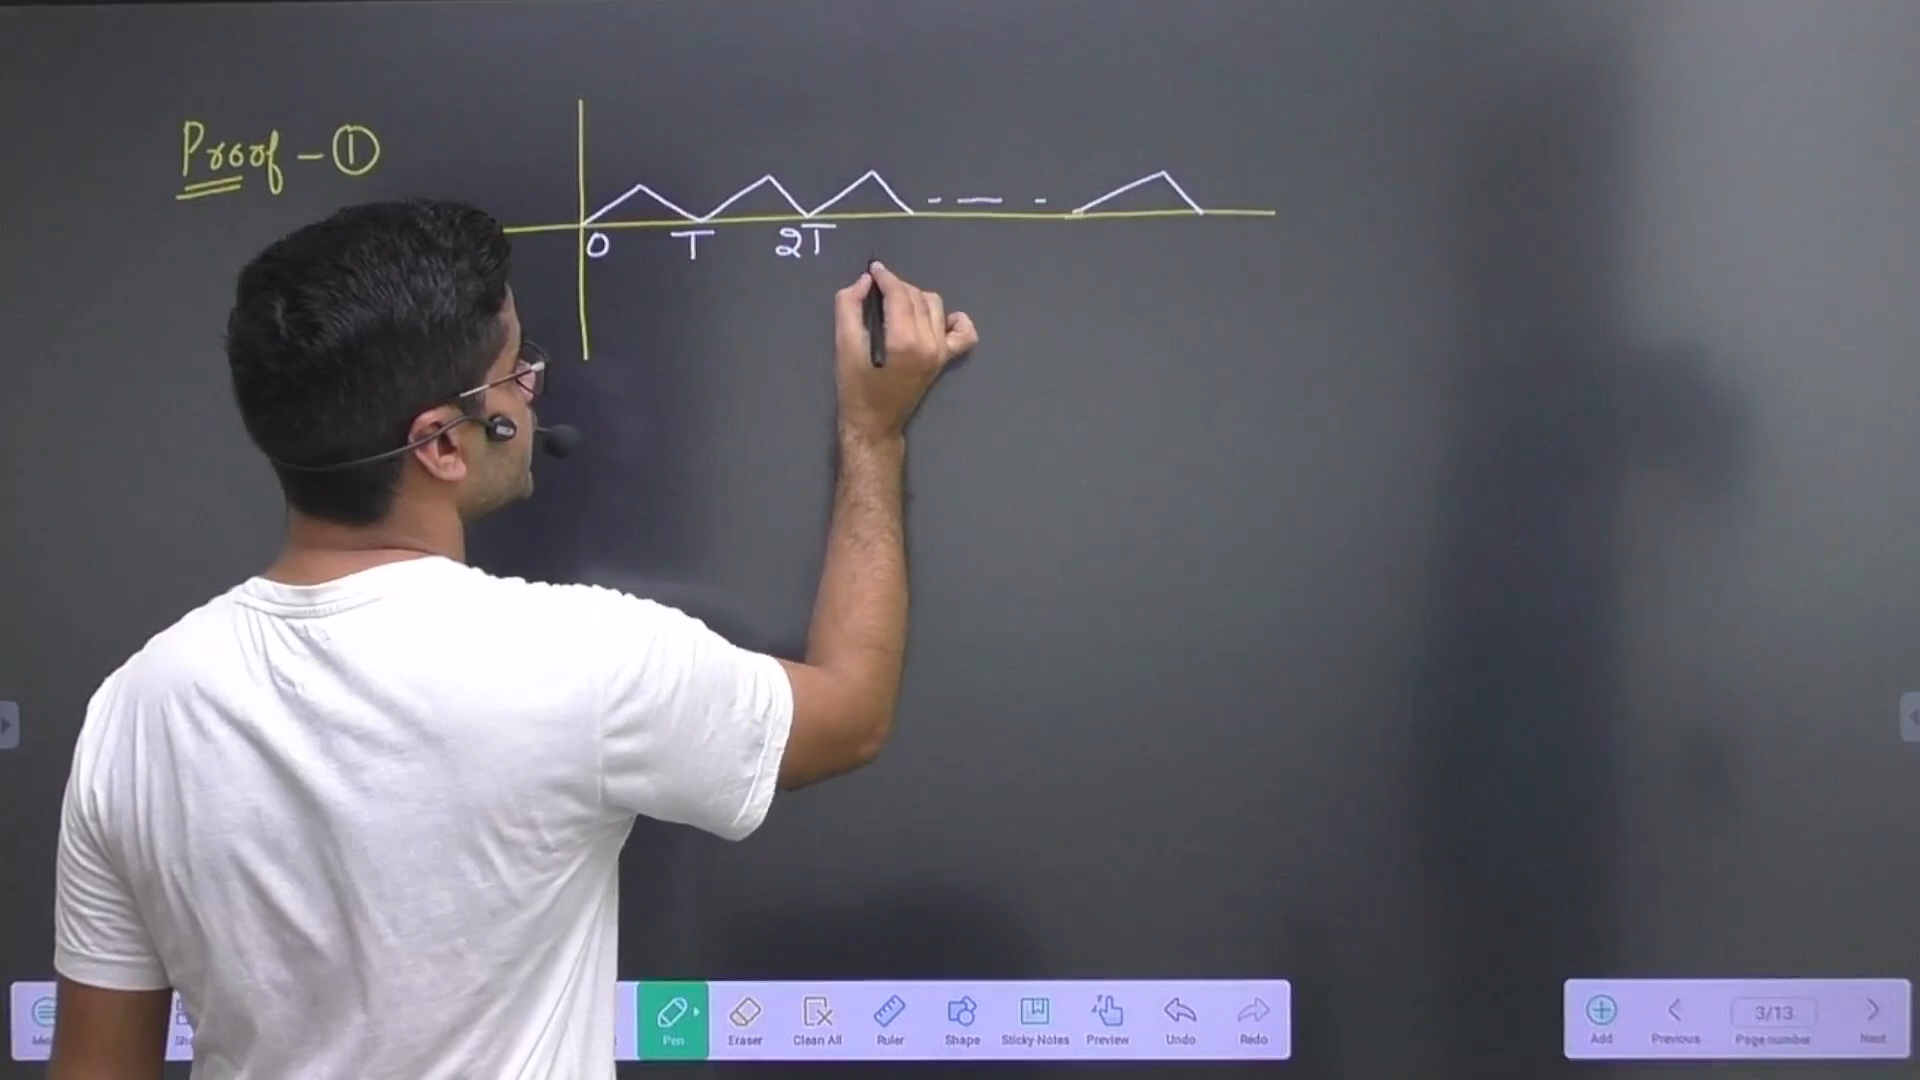 Proof - ①
0 T 2T
Pen Eraser Clean All Ruler Shape Sticky-Notes Preview Undo Redo Add Previous 3/13 Page number Next